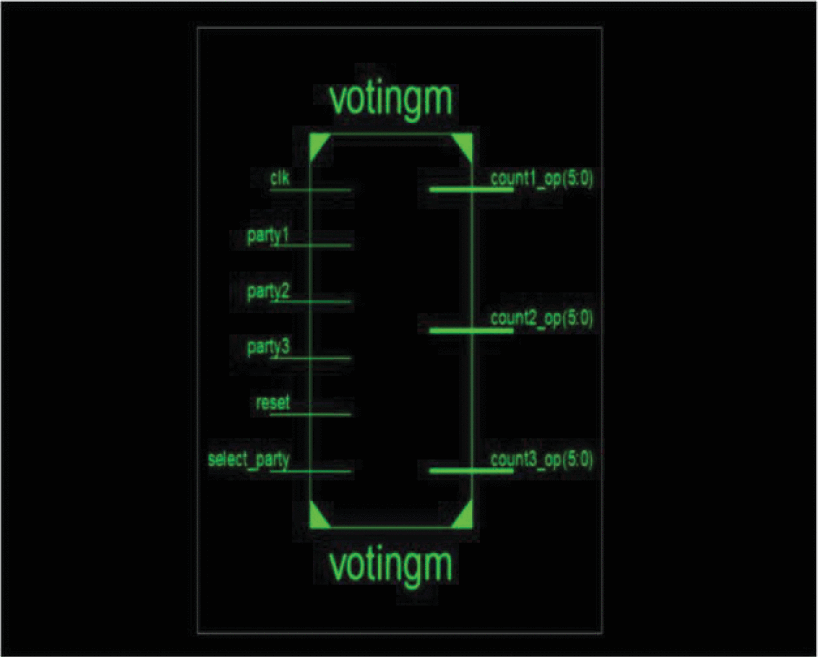 votingm
clk
count1_op(5:0)
party1
party2
count2_op(5:0)
party3
reset
select_party
count3_op(5:0)
votingm